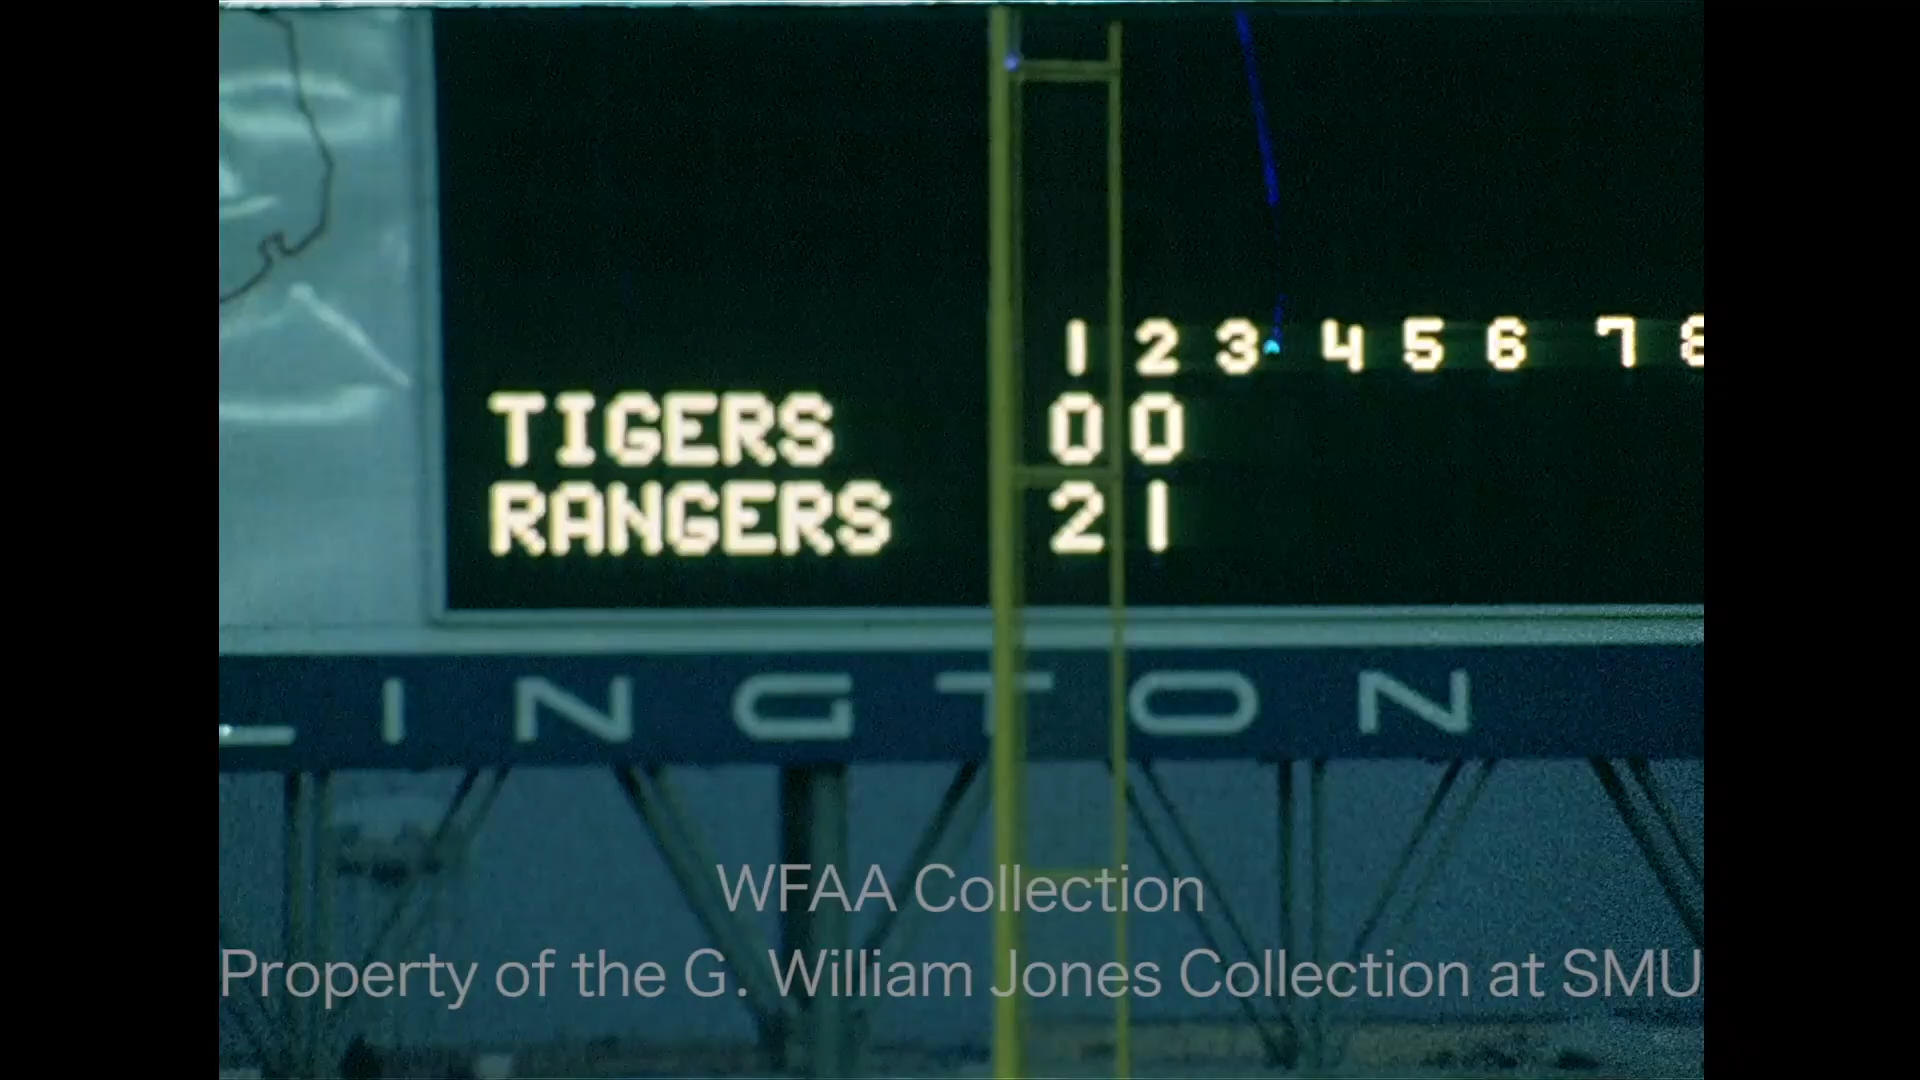 1 2 3 4 5 6 7 8
TIGERS 0 0
RANGERS 2 1
LINGTON
WFAA Collection
Property of the G. William Jones Collection at SMU